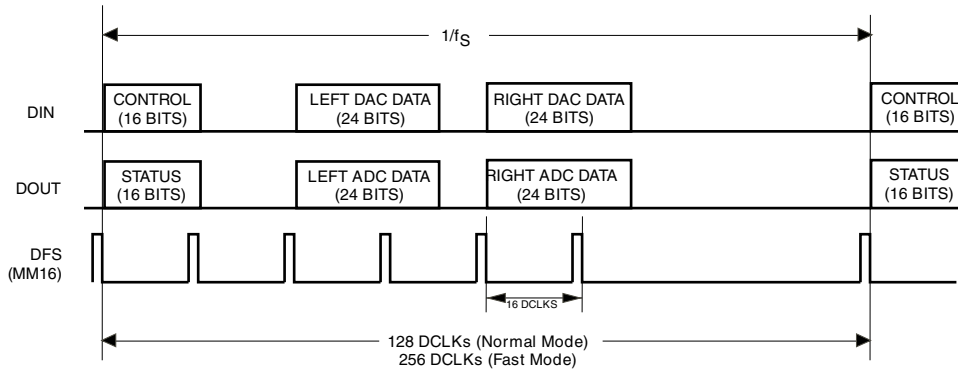 1/fS
DIN
CONTROL
(16 BITS)
LEFT DAC DATA
(24 BITS)
RIGHT DAC DATA
(24 BITS)
CONTROL
(16 BITS)
DOUT
STATUS
(16 BITS)
LEFT ADC DATA
(24 BITS)
RIGHT ADC DATA
(24 BITS)
STATUS
(16 BITS)
DFS
(MM16)
16 DCLKS
128 DCLKs (Normal Mode)
256 DCLKs (Fast Mode)